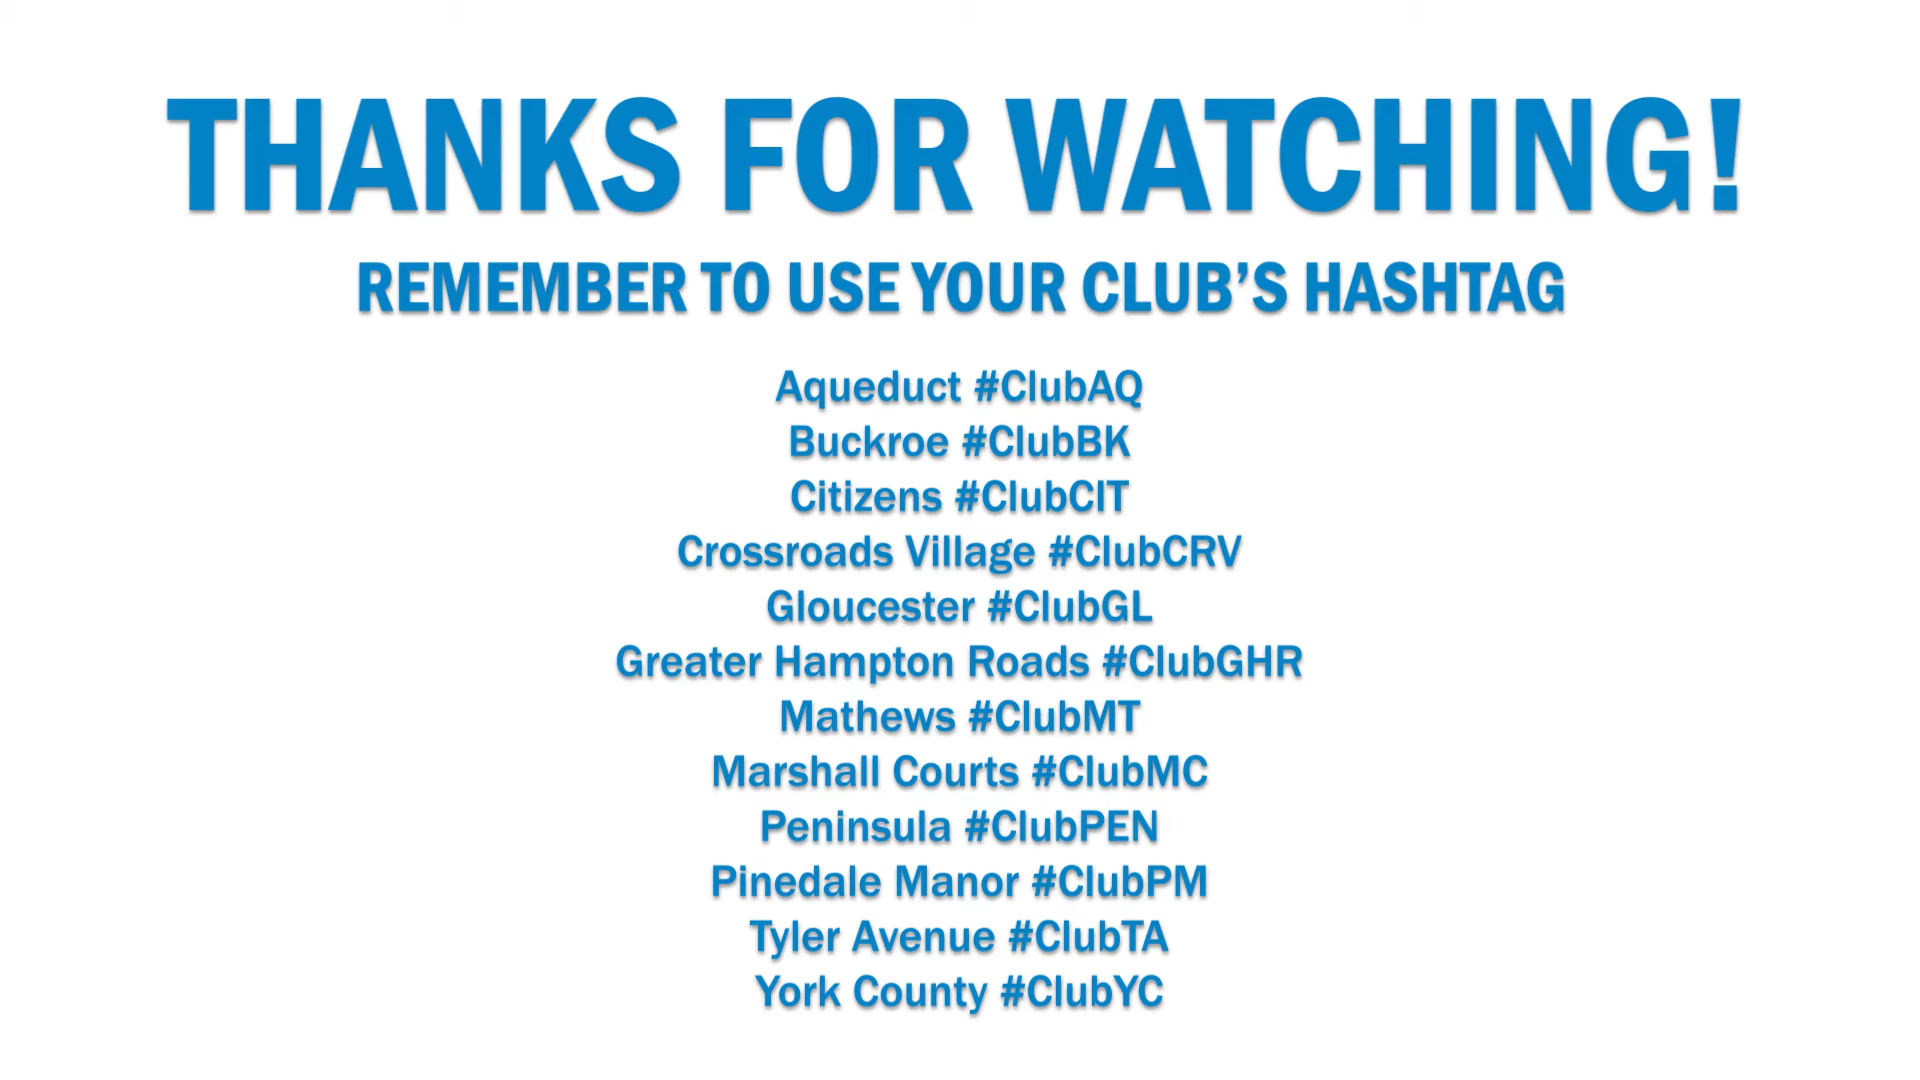 THANKS FOR WATCHING!
REMEMBER TO USE YOUR CLUB’S HASHTAG
Aqueduct #ClubAQ
Buckroe #ClubBK
Citizens #ClubCIT
Crossroads Village #ClubCRV
Gloucester #ClubGL
Greater Hampton Roads #ClubGHR
Mathews #ClubMT
Marshall Courts #ClubMC
Peninsula #ClubPEN
Pinedale Manor #ClubPM
Tyler Avenue #ClubTA
York County #ClubYC